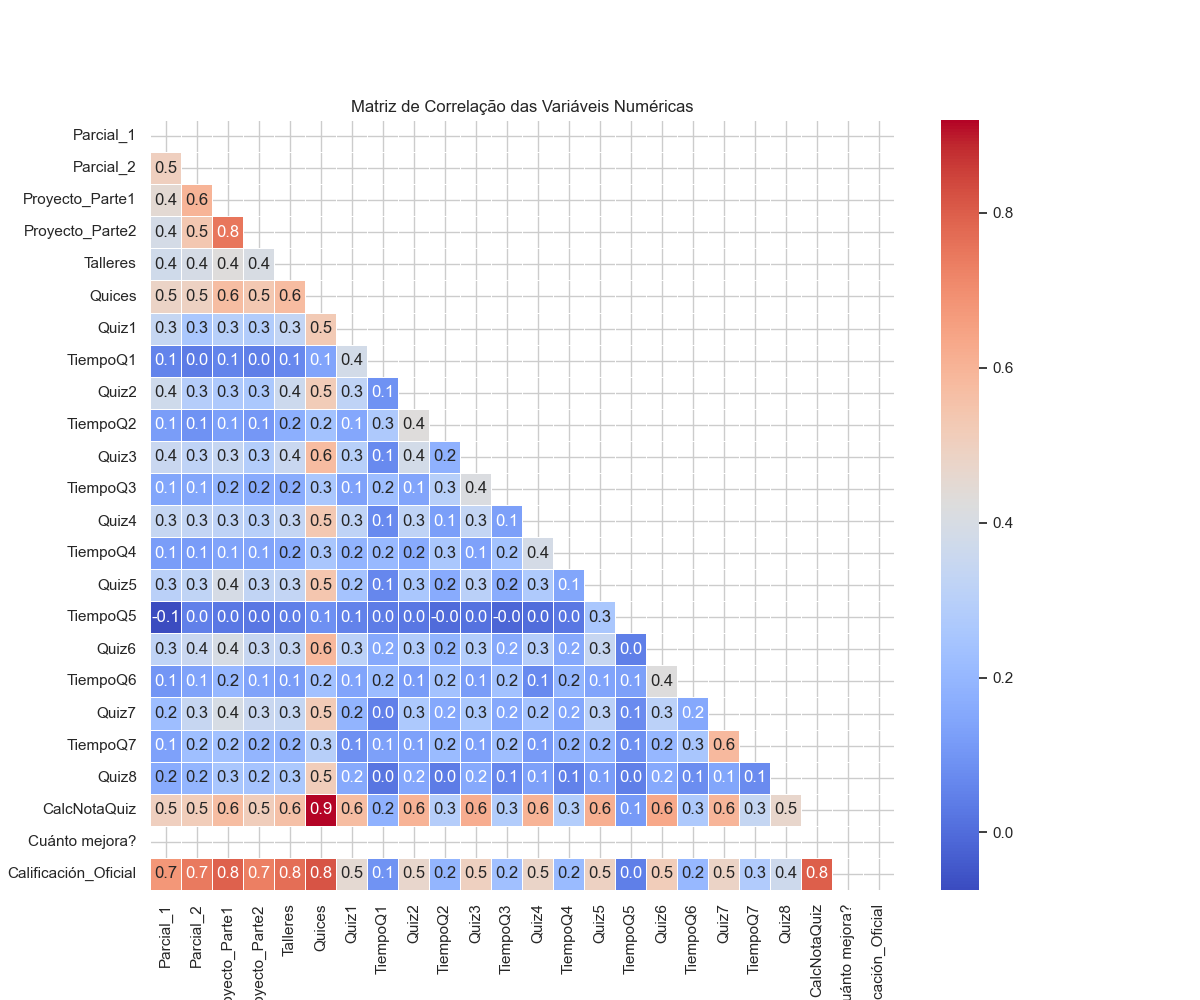 Matriz de Correlação das Variáveis Numéricas
Parcial_1
Parcial_2 0.5
Proyecto_Parte1 0.4 0.6
Proyecto_Parte2 0.4 0.5 0.8
Talleres 0.4 0.4 0.4 0.4
Quices 0.5 0.5 0.6 0.5 0.6
Quiz1 0.3 0.3 0.3 0.3 0.3 0.5
TiempoQ1 0.1 0.0 0.1 0.0 0.1 0.1 0.4
Quiz2 0.4 0.3 0.3 0.3 0.4 0.5 0.3 0.1
TiempoQ2 0.1 0.1 0.1 0.1 0.2 0.2 0.1 0.3 0.4
Quiz3 0.4 0.3 0.3 0.3 0.4 0.6 0.3 0.1 0.4 0.2
TiempoQ3 0.1 0.1 0.2 0.2 0.2 0.3 0.1 0.2 0.1 0.3 0.4
Quiz4 0.3 0.3 0.3 0.3 0.3 0.5 0.3 0.1 0.3 0.1 0.3 0.1
TiempoQ4 0.1 0.1 0.1 0.1 0.2 0.3 0.2 0.2 0.2 0.3 0.1 0.2 0.4
Quiz5 0.3 0.3 0.4 0.3 0.3 0.5 0.2 0.1 0.3 0.2 0.3 0.2 0.3 0.1
TiempoQ5 -0.1 0.0 0.0 0.0 0.0 0.1 0.1 0.0 0.0 -0.0 0.0 -0.0 0.0 0.0 0.3
Quiz6 0.3 0.4 0.4 0.3 0.3 0.6 0.3 0.2 0.3 0.2 0.3 0.2 0.3 0.2 0.3 0.0
TiempoQ6 0.1 0.1 0.2 0.1 0.1 0.2 0.1 0.2 0.1 0.2 0.1 0.2 0.1 0.2 0.1 0.1 0.4
Quiz7 0.2 0.3 0.4 0.3 0.3 0.5 0.2 0.0 0.3 0.2 0.3 0.2 0.2 0.2 0.3 0.1 0.3 0.2
TiempoQ7 0.1 0.2 0.2 0.2 0.2 0.3 0.1 0.1 0.1 0.2 0.1 0.2 0.1 0.2 0.2 0.1 0.2 0.3 0.6
Quiz8 0.2 0.2 0.3 0.2 0.3 0.5 0.2 0.0 0.2 0.0 0.2 0.1 0.1 0.1 0.1 0.0 0.2 0.1 0.1 0.1
CalcNotaQuiz 0.5 0.5 0.6 0.5 0.6 0.9 0.6 0.2 0.6 0.3 0.6 0.3 0.6 0.3 0.6 0.1 0.6 0.3 0.6 0.3 0.5
Cuánto mejora?
Calificación_Oficial 0.7 0.7 0.8 0.7 0.8 0.8 0.5 0.1 0.5 0.2 0.5 0.2 0.5 0.2 0.5 0.0 0.5 0.2 0.5 0.3 0.4 0.8
Parcial_1
Parcial_2
oyecto_Parte1
oyecto_Parte2
Talleres
Quices
Quiz1
TiempoQ1
Quiz2
TiempoQ2
Quiz3
TiempoQ3
Quiz4
TiempoQ4
Quiz5
TiempoQ5
Quiz6
TiempoQ6
Quiz7
TiempoQ7
Quiz8
CalcNotaQuiz
uánto mejora?
cación_Oficial
0.8
0.6
0.4
0.2
0.0